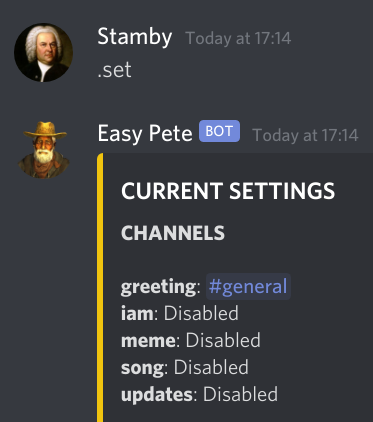 Stamby Today at 17:14
.set
Easy Pete BOT Today at 17:14
CURRENT SETTINGS
CHANNELS
greeting: #general
iam: Disabled
meme: Disabled
song: Disabled
updates: Disabled